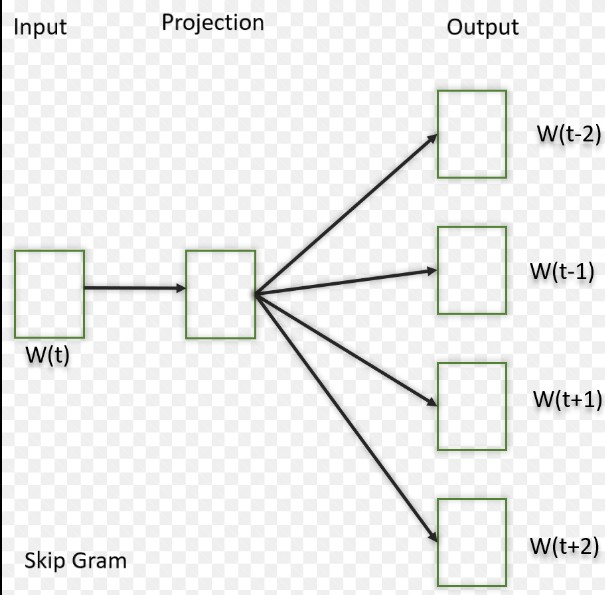 Input
Projection
Output
W(t-2)
W(t-1)
W(t)
W(t+1)
W(t+2)
Skip Gram